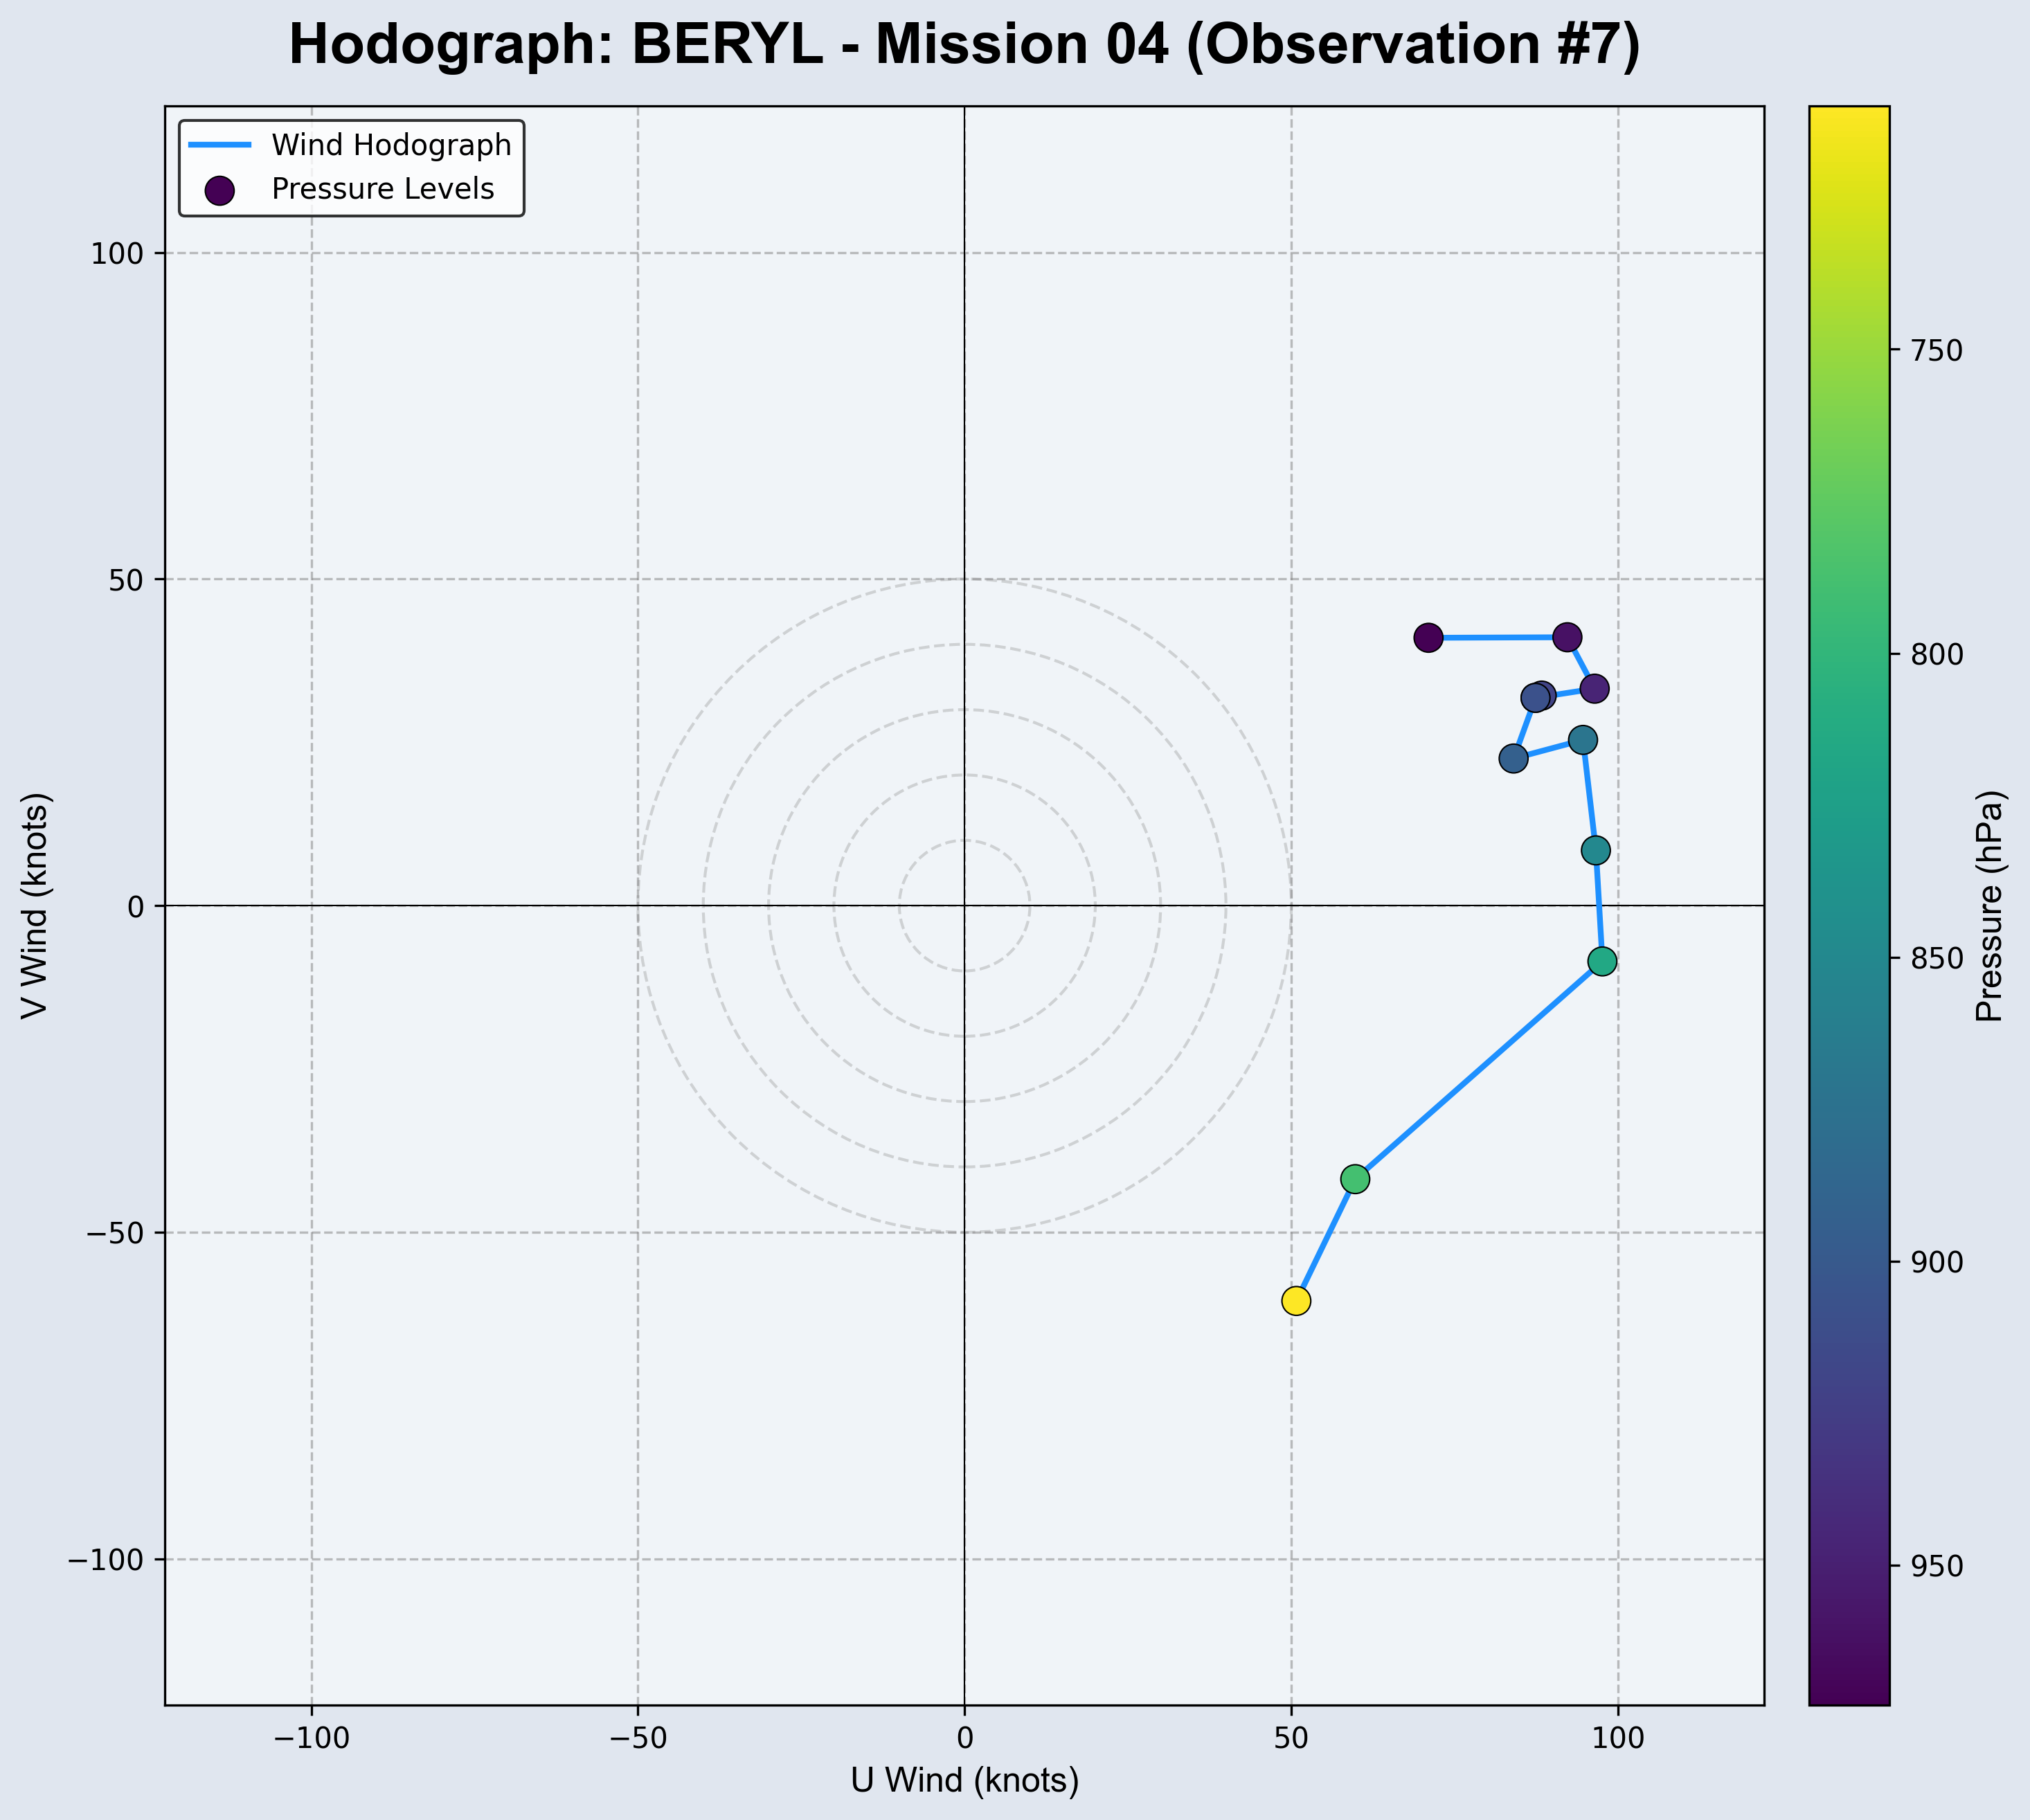 Hodograph: BERYL - Mission 04 (Observation #7)
Wind Hodograph
Pressure Levels
100
50
0
−50
−100
V Wind (knots)
−100
−50
0
50
100
U Wind (knots)
750
800
850
900
950
Pressure (hPa)